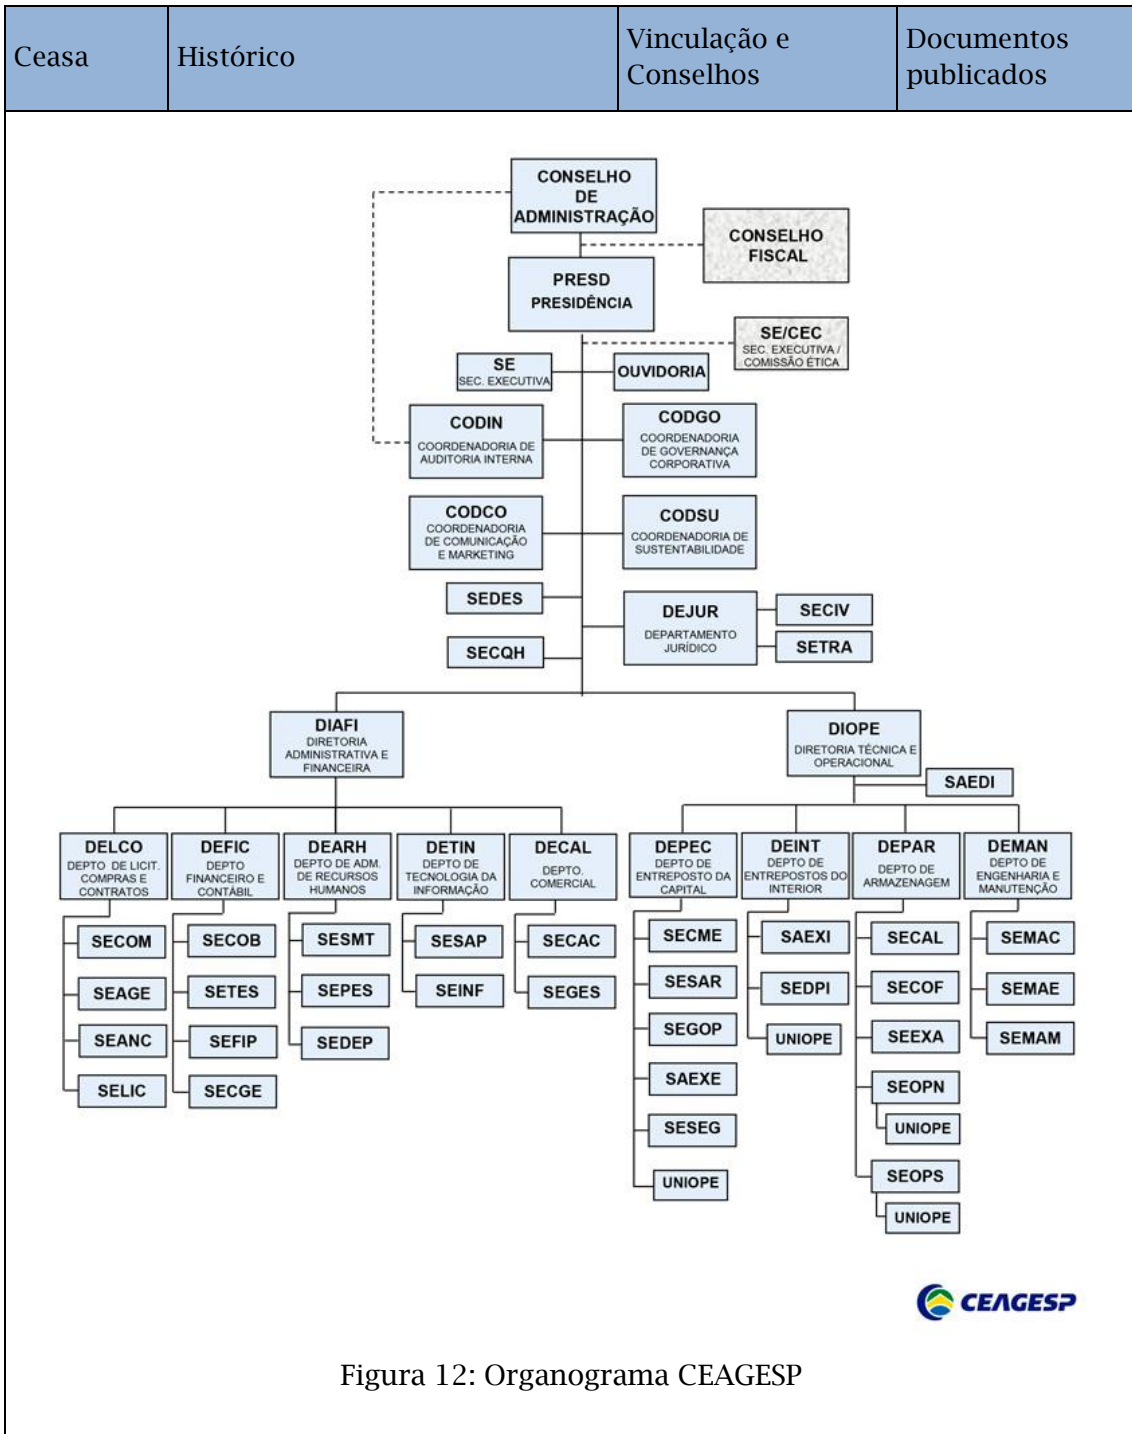 Ceasa
Histórico
Vinculação e
Conselhos
Documentos
publicados
CONSELHO
DE
ADMINISTRAÇÃO
CONSELHO
FISCAL
PRESD
PRESIDÊNCIA
SE/CEC
SEC. EXECUTIVA /
COMISSÃO ÉTICA
SE
SEC. EXECUTIVA
OUVIDORIA
CODIN
COORDENADORIA DE
AUDITORIA INTERNA
CODGO
COORDENADORIA
DE GOVERNANÇA
CORPORATIVA
CODCO
COORDENADORIA
DE COMUNICAÇÃO
E MARKETING
CODSU
COORDENADORIA DE
SUSTENTABILIDADE
SEDES
SECQH
DEJUR
DEPARTAMENTO
JURÍDICO
SECIV
SETRA
DIAFI
DIRETORIA
ADMINISTRATIVA E
FINANCEIRA
DIOPE
DIRETORIA TÉCNICA E
OPERACIONAL
SAEDI
DELCO
DEPTO DE LICIT.
COMPRAS E
CONTRATOS
DEFIC
DEPTO
FINANCEIRO E
CONTÁBIL
DEARH
DEPTO DE ADM.
DE RECURSOS
HUMANOS
DETIN
DEPTO DE
TECNOLOGIA DA
INFORMAÇÃO
DECAL
DEPTO.
COMERCIAL
DEPEC
DEPTO DE
ENTREPOSTO DA
CAPITAL
DEINT
DEPTO DE
ENTREPOSTOS DO
INTERIOR
DEPAR
DEPTO DE
ARMAZENAGEM
DEMAN
DEPTO DE
ENGENHARIA E
MANUTENÇÃO
SECOM
SEAGE
SEANC
SELIC
SECOB
SETES
SEFIP
SECGE
SESMT
SEPES
SEDEP
SESAP
SEINF
SECAC
SEGES
SECME
SESAR
SEGOP
SAEXE
SESEG
UNIOPE
SAEXI
SEDPI
UNIOPE
SECAL
SECOF
SEEXA
SEOPN
UNIOPE
SEOPS
UNIOPE
SEMAC
SEMAE
SEMAM
CEAGESP
Figura 12: Organograma CEAGESP